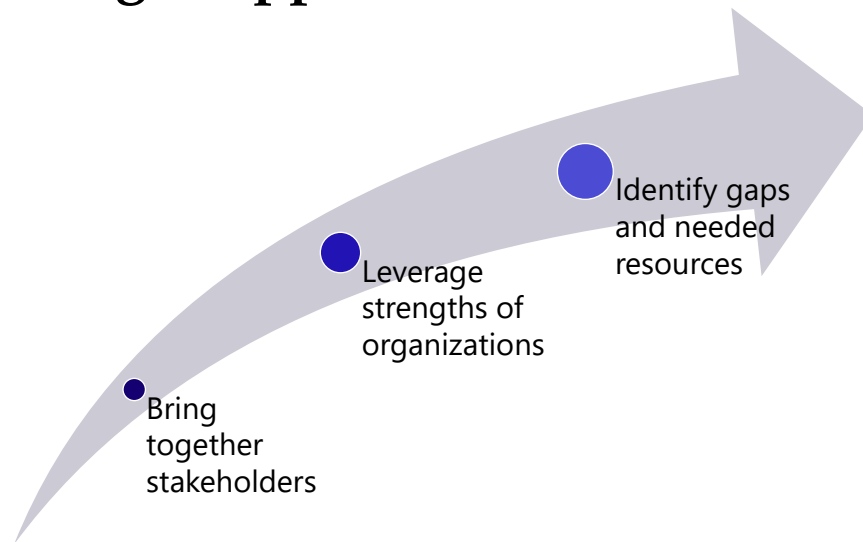 Bring
together
stakeholders
Leverage
strengths of
organizations
Identify gaps
and needed
resources